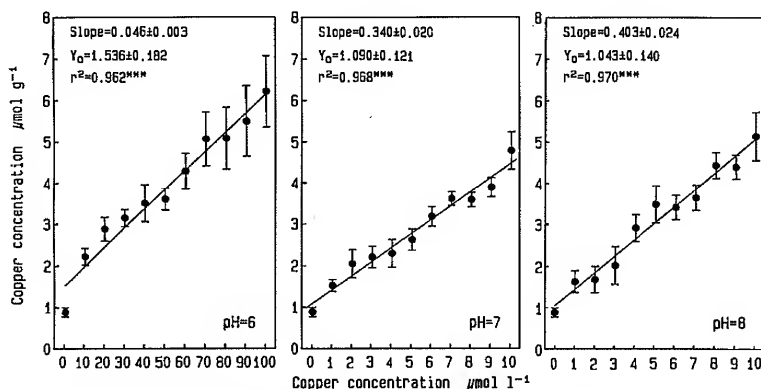 Copper concentration μmol g⁻¹
8
7
6
5
4
3
2
1
0
Slope=0.046±0.003
Y₀=1.536±0.182
r²=0.962***
pH=6
0 10 20 30 40 50 60 70 80 90 100
Slope=0.340±0.020
Y₀=1.090±0.121
r²=0.968***
pH=7
0 1 2 3 4 5 6 7 8 9 10
Slope=0.403±0.024
Y₀=1.043±0.140
r²=0.970***
pH=8
0 1 2 3 4 5 6 7 8 9 10
Copper concentration μmol l⁻¹